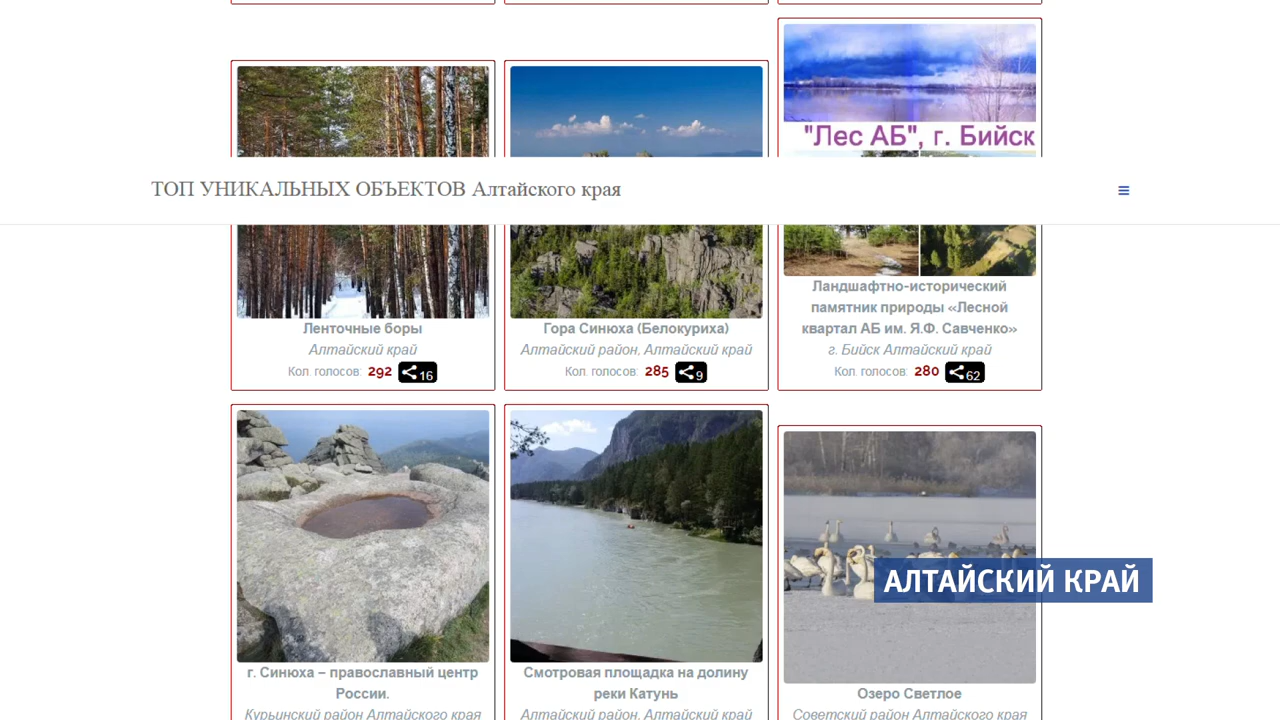 "Лес АБ", г. Бийск
ТОП УНИКАЛЬНЫХ ОБЪЕКТОВ Алтайского края
Ленточные боры
Алтайский край
Кол. голосов: 292 16
Гора Синюха (Белокуриха)
Алтайский район, Алтайский край
Кол. голосов: 285 9
Ландшафтно-исторический
памятник природы «Лесной
квартал АБ им. Я.Ф. Савченко»
г. Бийск Алтайский край
Кол. голосов: 280 62
г. Синюха – православный центр
России.
Курьинский район Алтайского края
Смотровая площадка на долину
реки Катунь
Алтайский район, Алтайский край
АЛТАЙСКИЙ КРАЙ
Озеро Светлое
Советский район Алтайского края